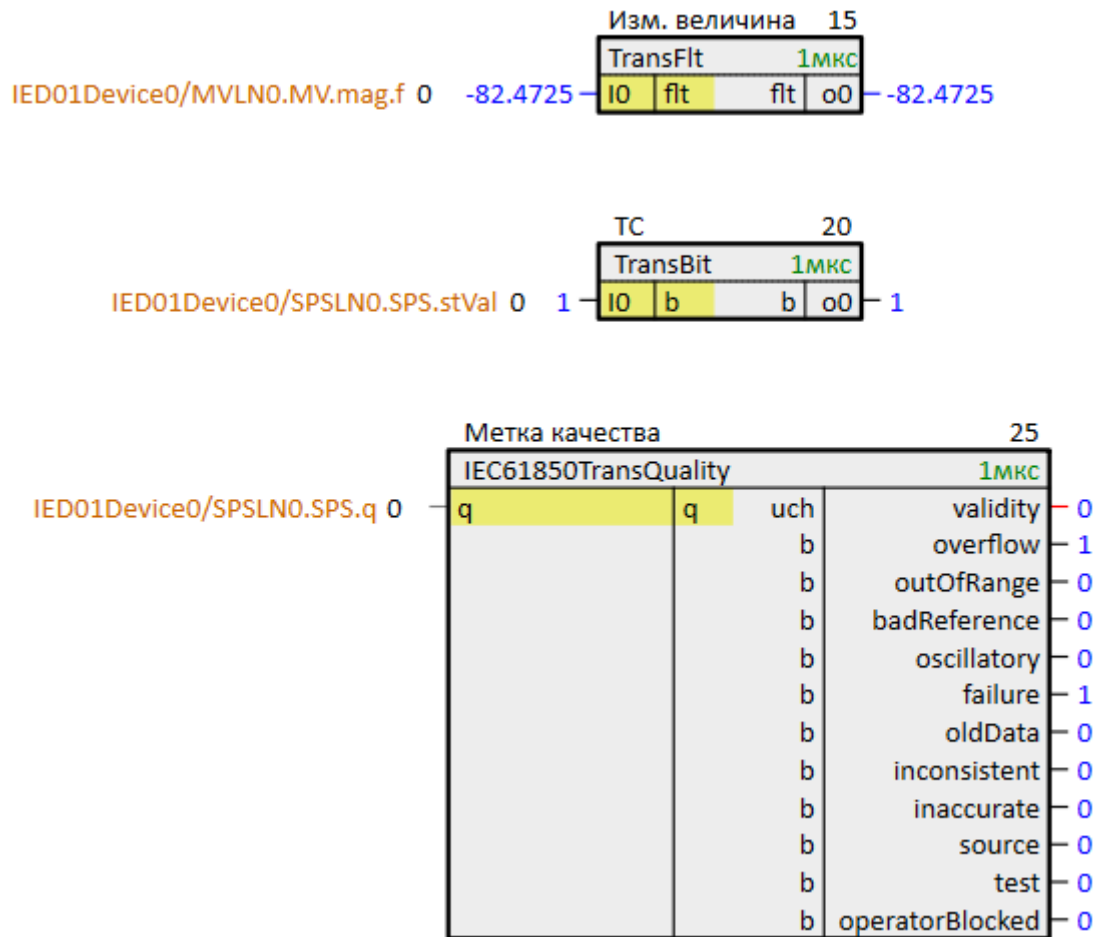 Изм. величина 15
TransFlt 1мкс
IED01Device0/MVLN0.MV.mag.f 0 -82.4725 I0 flt flt o0 -82.4725
ТС 20
TransBit 1мкс
IED01Device0/SPSLN0.SPS.stVal 0 1 I0 b b o0 1
Метка качества 25
IEC61850TransQuality 1мкс
IED01Device0/SPSLN0.SPS.q 0 q q uch validity 0
b overflow 1
b outOfRange 0
b badReference 0
b oscillatory 0
b failure 1
b oldData 0
b inconsistent 0
b inaccurate 0
b source 0
b test 0
b operatorBlocked 0